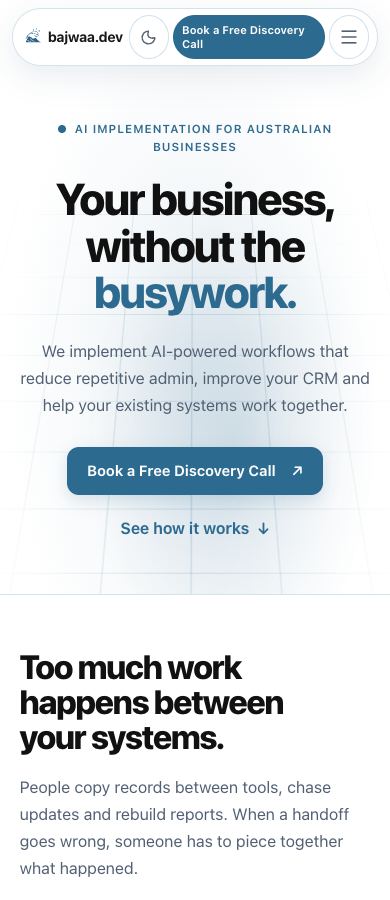 bajwaa.dev
Book a Free Discovery
Call
AI IMPLEMENTATION FOR AUSTRALIAN
BUSINESSES
Your business,
without the
busywork.
We implement AI-powered workflows that
reduce repetitive admin, improve your CRM and
help your existing systems work together.
Book a Free Discovery Call ↗
See how it works ↓
Too much work
happens between
your systems.
People copy records between tools, chase
updates and rebuild reports. When a handoff
goes wrong, someone has to piece together
what happened.